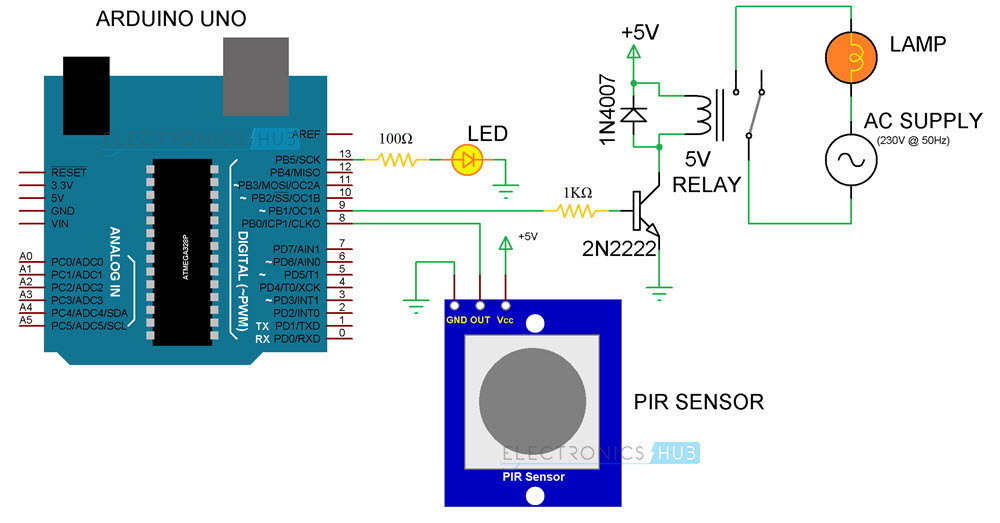 ARDUINO UNO
ELECTRONICS HUB
AREF
PB5/SCK 13
PB4/MISO 12
~PB3/MOSI/OC2A 11
~ PB2/SS/OC1B 10
~ PB1/OC1A 9
PB0/ICP1/CLKO 8
PD7/AIN1 7
~ PD6/AIN0 6
~ PD5/T1 5
PD4/T0/XCK 4
~ PD3/INT1 3
PD2/INT0 2
TX PD1/TXD 1
RX PD0/RXD 0
DIGITAL (~PWM)
ATMEGA328P
ANALOG IN
RESET
3.3V
5V
GND
VIN
A0 PC0/ADC0
A1 PC1/ADC1
A2 PC2/ADC2
A3 PC3/ADC3
A4 PC4/ADC4/SDA
A5 PC5/ADC5/SCL
100Ω
LED
1KΩ
+5V
1N4007
5V
RELAY
2N2222
LAMP
AC SUPPLY
(230V @ 50Hz)
+5V
GND OUT Vcc
PIR SENSOR
ELECTRONICS HUB
PIR Sensor